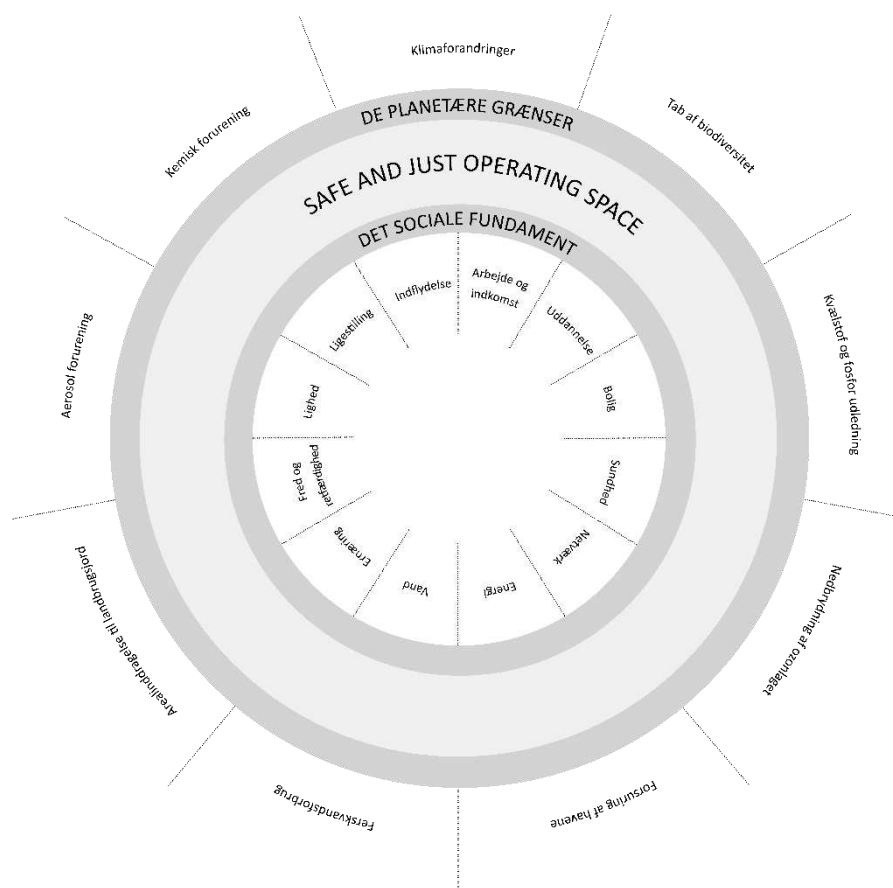 Klimaforandringer
Tab af biodiversitet
Kvælstof og fosfor udledning
Nedbrydning af ozonlaget
Forsuring af havene
Ferskvandsforbrug
Arealinddragelse til landbrugsjord
Aerosol forurening
Kemisk forurening
DE PLANETÆRE GRÆNSER
SAFE AND JUST OPERATING SPACE
DET SOCIALE FUNDAMENT
Arbejde og
indkomst
Uddannelse
Bolig
Sundhed
Netværk
Energi
Vand
Ernæring
Fred og
retfærdighed
Lighed
Ligestilling
Indflydelse